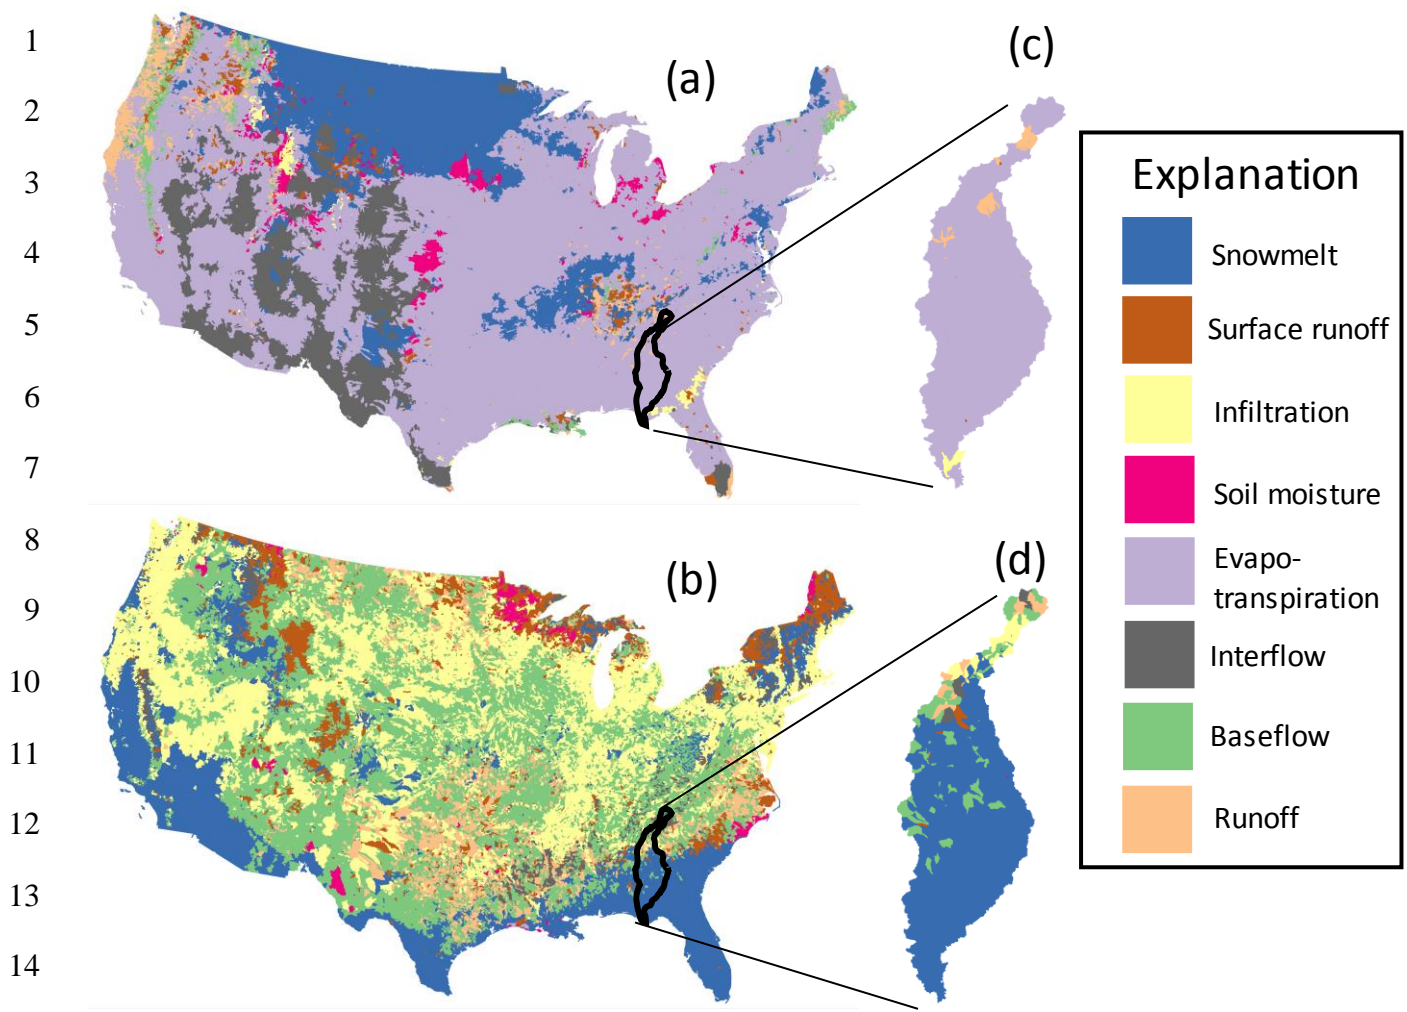 1
(c)
(a)
2
3
Explanation
4
Snowmelt
5
Surface runoff
6
Infiltration
7
Soil moisture
8
(d)
Evapo-
transpiration
(b)
9
Interflow
10
Baseflow
11
Runoff
12
13
14